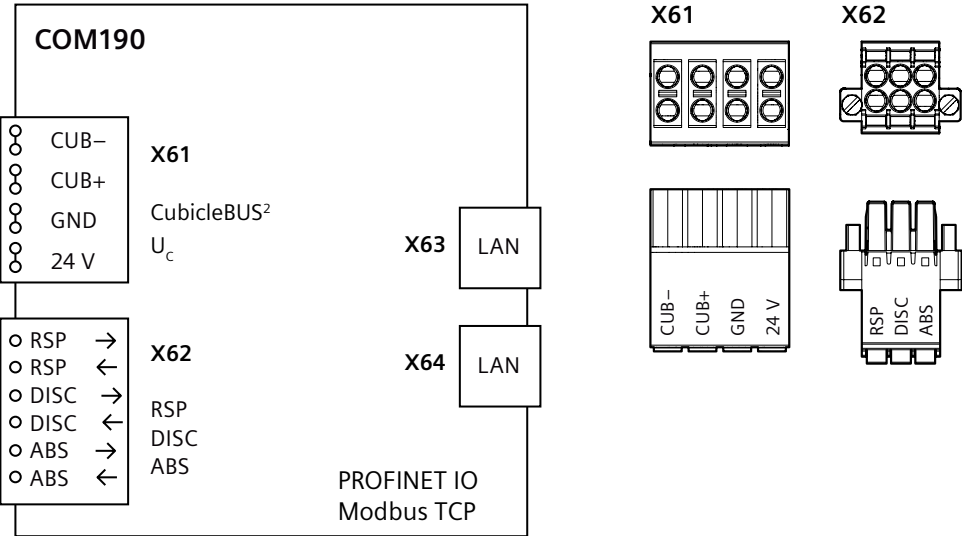 COM190
CUB–
CUB+
GND
24 V
X61
CubicleBUS²
U꜀
RSP →
RSP ←
DISC →
DISC ←
ABS →
ABS ←
X62
RSP
DISC
ABS
X63
LAN
X64
LAN
PROFINET IO
Modbus TCP
X61
X62
CUB–
CUB+
GND
24 V
RSP
DISC
ABS